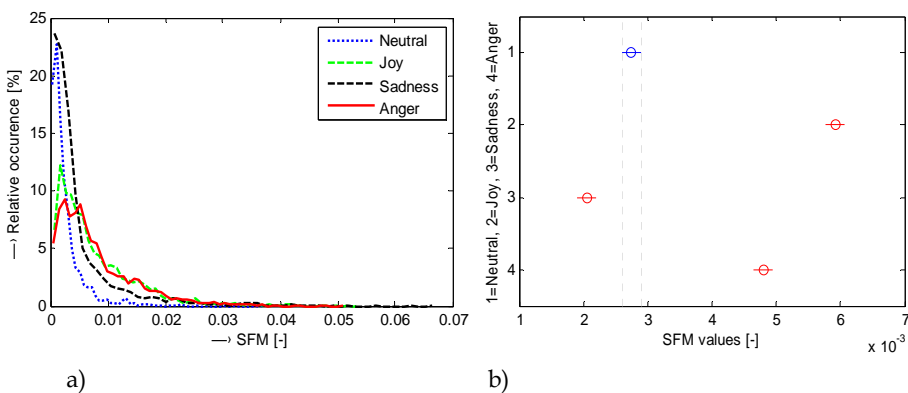 25
20
15
10
5
0
—› Relative occurence [%]
Neutral
Joy
Sadness
Anger
0 0.01 0.02 0.03 0.04 0.05 0.06 0.07
—› SFM [-]
a)
1=Neutral, 2=Joy, 3=Sadness, 4=Anger
1
2
3
4
1 2 3 4 5 6 7
x 10-3
SFM values [-]
b)